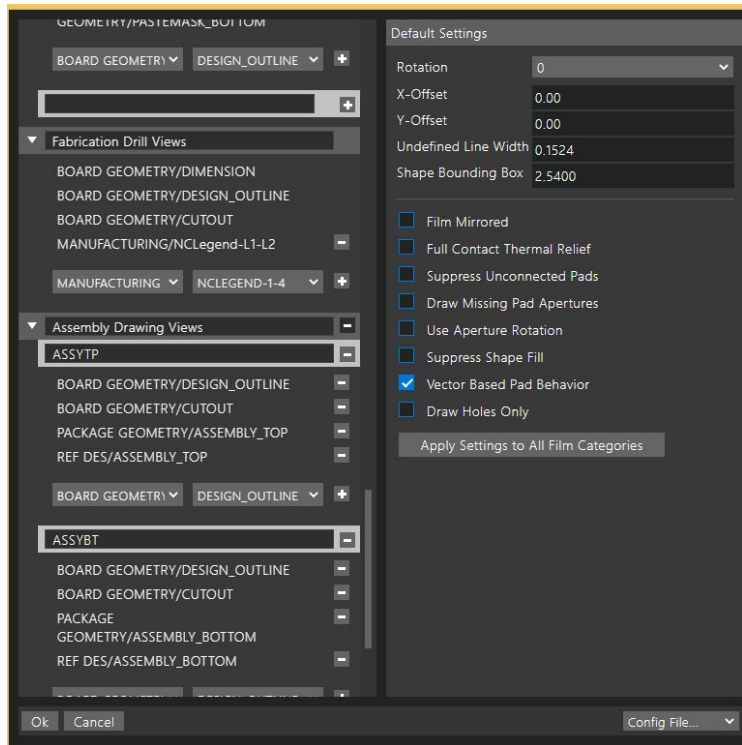 GEOMETRY/PASTEMASK_BOTTOM
BOARD GEOMETRY DESIGN_OUTLINE
Fabrication Drill Views
BOARD GEOMETRY/DIMENSION
BOARD GEOMETRY/DESIGN_OUTLINE
BOARD GEOMETRY/CUTOUT
MANUFACTURING/NCLegend-L1-L2
MANUFACTURING NCLEGEND-1-4
Assembly Drawing Views
ASSYTP
BOARD GEOMETRY/DESIGN_OUTLINE
BOARD GEOMETRY/CUTOUT
PACKAGE GEOMETRY/ASSEMBLY_TOP
REF DES/ASSEMBLY_TOP
BOARD GEOMETRY DESIGN_OUTLINE
ASSYBT
BOARD GEOMETRY/DESIGN_OUTLINE
BOARD GEOMETRY/CUTOUT
PACKAGE
GEOMETRY/ASSEMBLY_BOTTOM
REF DES/ASSEMBLY_BOTTOM
Default Settings
Rotation 0
X-Offset 0.00
Y-Offset 0.00
Undefined Line Width 0.1524
Shape Bounding Box 2.5400
Film Mirrored
Full Contact Thermal Relief
Suppress Unconnected Pads
Draw Missing Pad Apertures
Use Aperture Rotation
Suppress Shape Fill
Vector Based Pad Behavior
Draw Holes Only
Apply Settings to All Film Categories
Ok Cancel Config File...